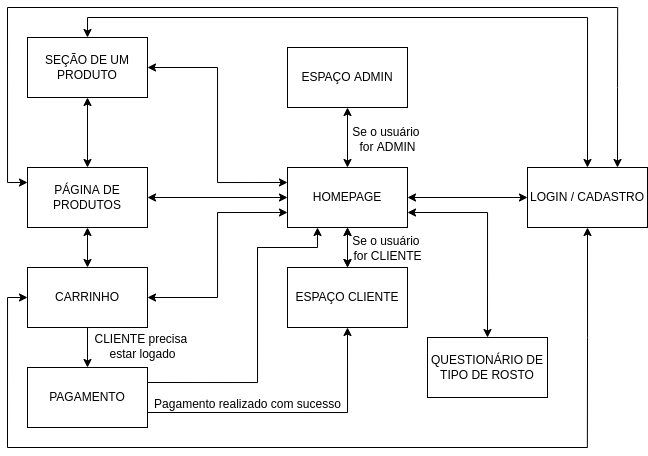 SEÇÃO DE UM
PRODUTO
ESPAÇO ADMIN
Se o usuário
for ADMIN
PÁGINA DE
PRODUTOS
HOMEPAGE
LOGIN / CADASTRO
Se o usuário
for CLIENTE
CARRINHO
ESPAÇO CLIENTE
CLIENTE precisa
estar logado
QUESTIONÁRIO DE
TIPO DE ROSTO
PAGAMENTO
Pagamento realizado com sucesso